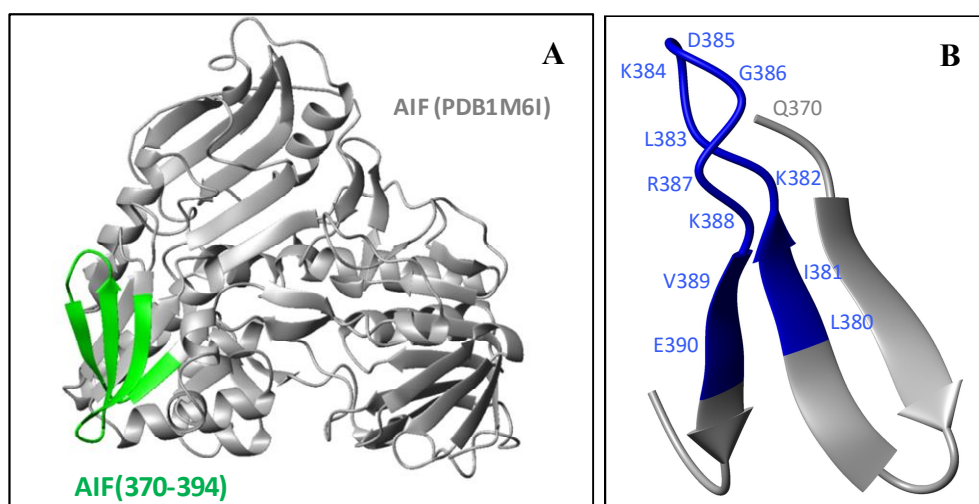 A
AIF (PDB1M6I)
AIF(370-394)
B
D385
K384
G386
Q370
L383
R387
K382
K388
V389
I381
L380
E390